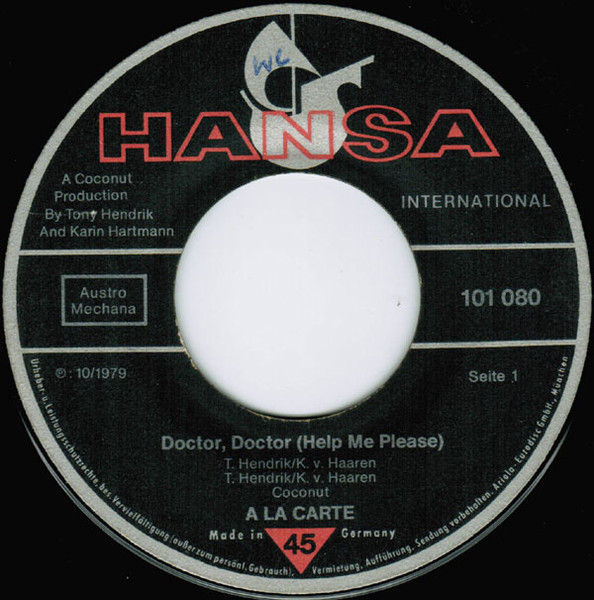 WC
HANSA
A Coconut
Production
By Tony Hendrik
And Karin Hartmann
INTERNATIONAL
Austro
Mechana
101 080
℗: 10/1979
Seite 1
Doctor, Doctor (Help Me Please)
T. Hendrik/K. v. Haaren
T. Hendrik/K. v. Haaren
Coconut
A LA CARTE
Made in 45 Germany
Urheber- u. Leistungsschutzrechte, bes. Vervielfältigung (außer zum persönl. Gebrauch), Vermietung, Aufführung, Sendung vorbehalten. Ariola-Eurodisc GmbH., München